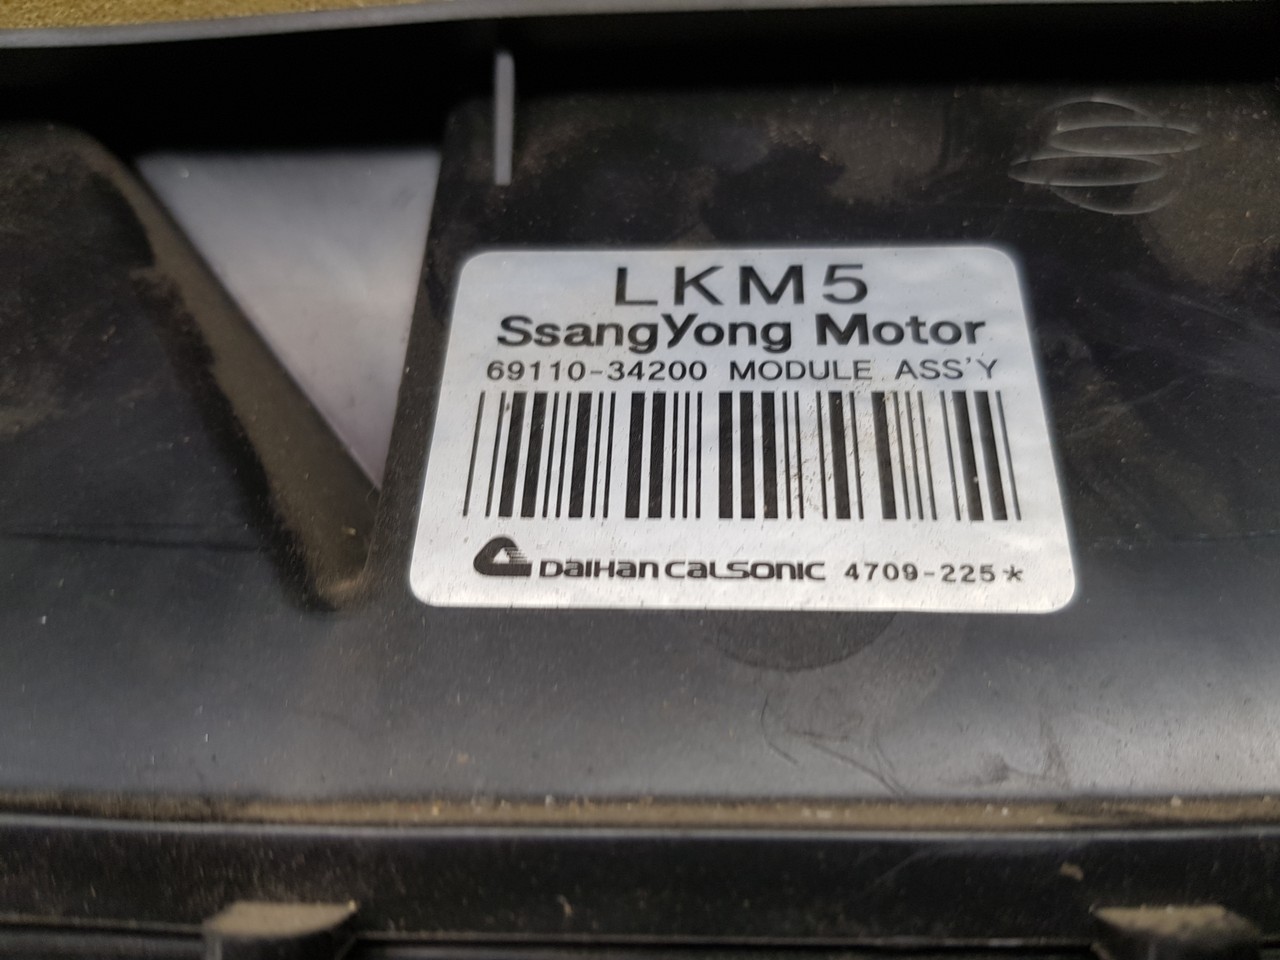 LKM5
SsangYong Motor
69110-34200 MODULE ASS'Y
DaIHan CaLSONIC 4709-225*